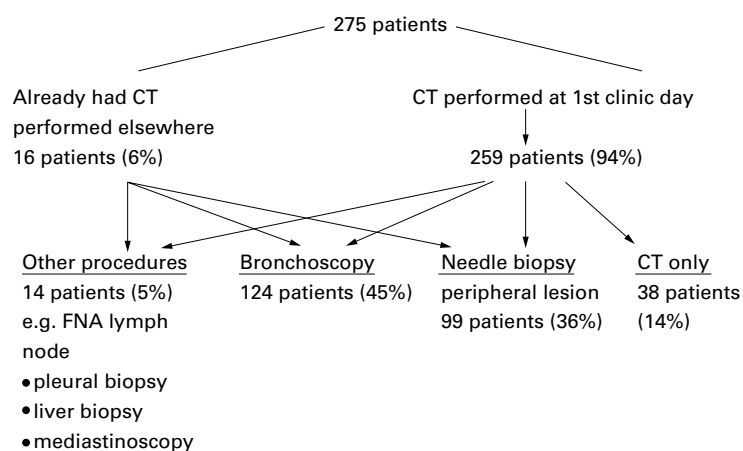 275 patients
Already had CT
performed elsewhere
16 patients (6%)
CT performed at 1st clinic day
259 patients (94%)
Other procedures
14 patients (5%)
e.g. FNA lymph
node
• pleural biopsy
• liver biopsy
• mediastinoscopy
Bronchoscopy
124 patients (45%)
Needle biopsy
peripheral lesion
99 patients (36%)
CT only
38 patients
(14%)